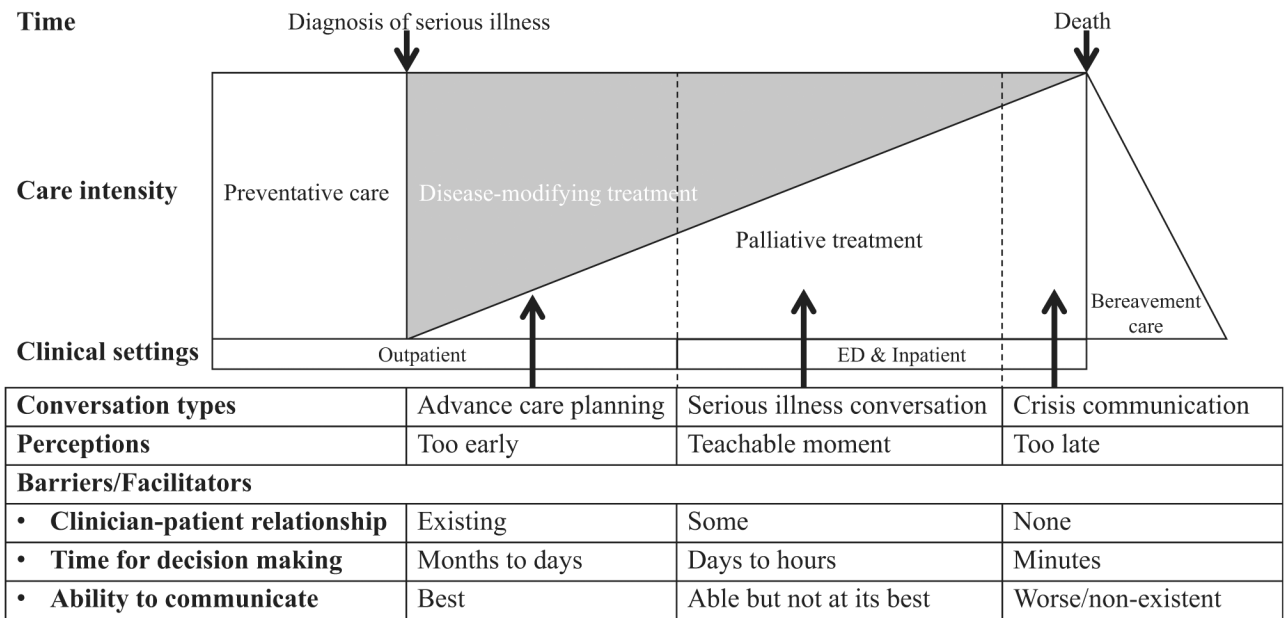 Time
Diagnosis of serious illness
Death
Care intensity
Preventative care
Disease-modifying treatment
Palliative treatment
Bereavement
care
Clinical settings
Outpatient
ED & Inpatient
Conversation types
Advance care planning
Serious illness conversation
Crisis communication
Perceptions
Too early
Teachable moment
Too late
Barriers/Facilitators
• Clinician-patient relationship
Existing
Some
None
• Time for decision making
Months to days
Days to hours
Minutes
• Ability to communicate
Best
Able but not at its best
Worse/non-existent